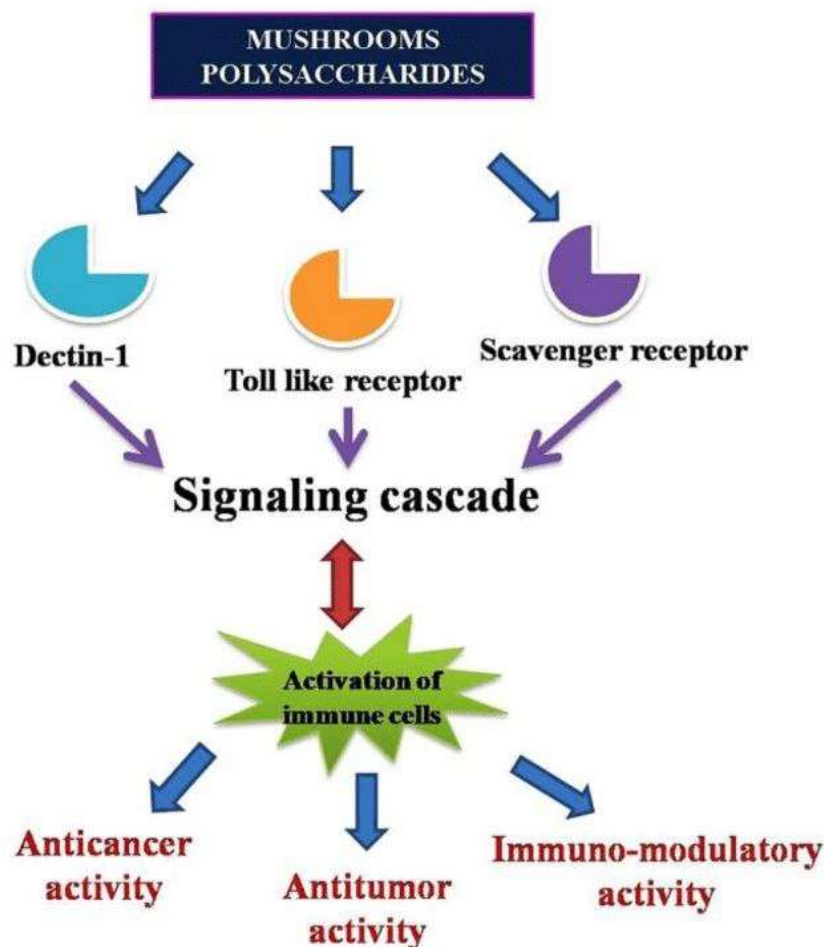 MUSHROOMS
POLYSACCHARIDES
Dectin-1
Toll like receptor
Scavenger receptor
Signaling cascade
Activation of
immune cells
Anticancer
activity
Antitumor
activity
Immuno-modulatory
activity